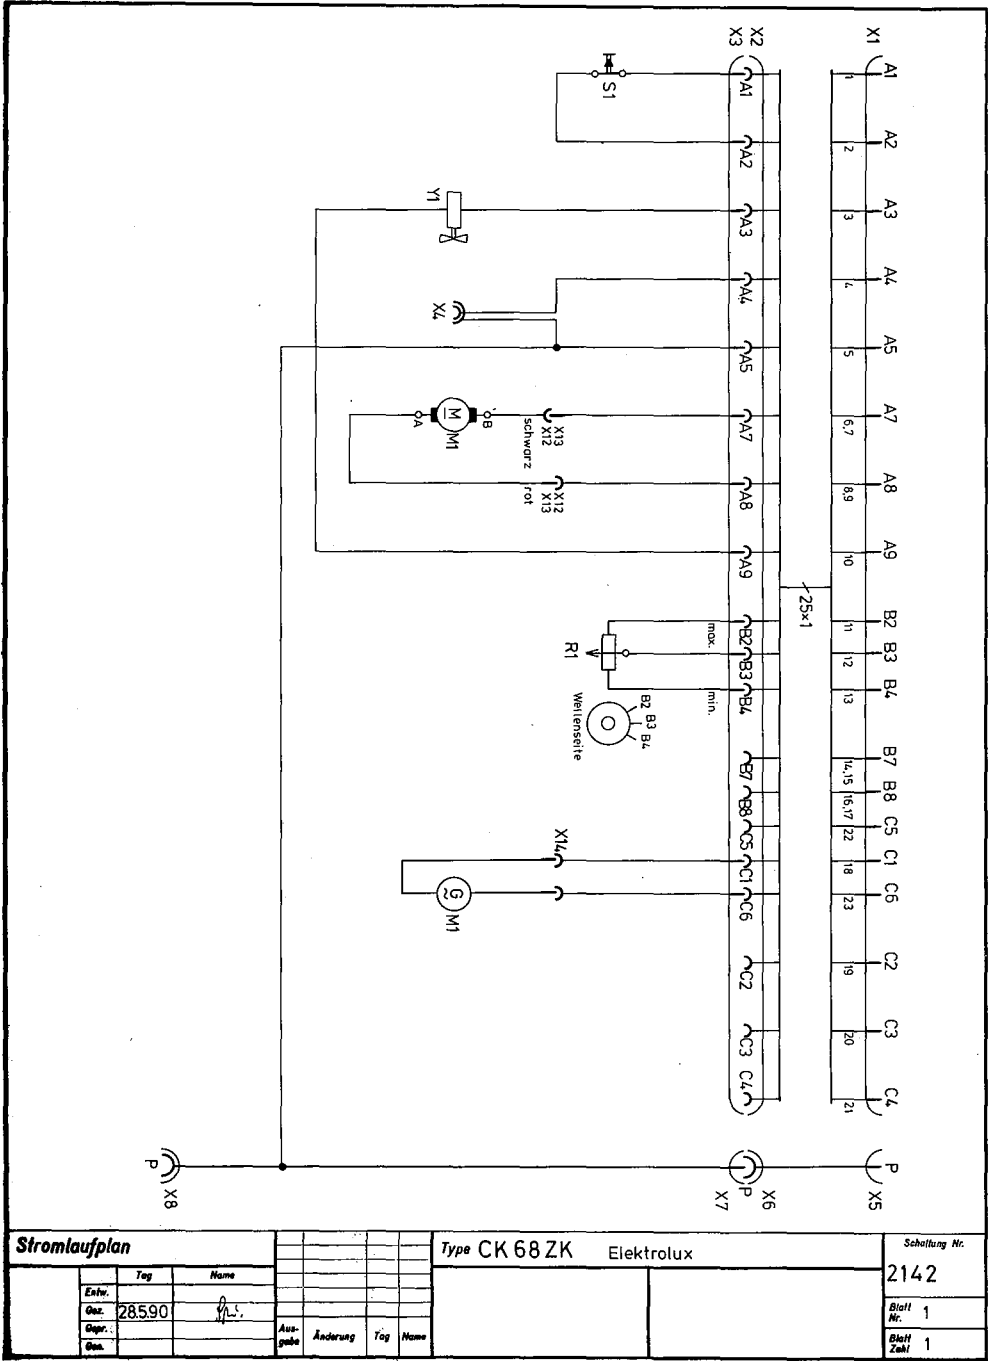 X1
X2
X3
A1
A2
A3
A4
A5
A7
A8
A9
B2
B3
B4
B7
B8
C5
C1
C6
C2
C3
C4
P
X5
1
2
3
4
5
6,7
8,9
10
11
12
13
14,15
16,17
22
18
23
19
20
21
25×1
A1
A2
A3
A4
A5
A7
A8
A9
B2
B3
B4
B7
B8
C5
C1
C6
C2
C3
C4
P
X6
X7
S1
Y1
X4
A
M
M1
B
X13
X12
schwarz
rot
X12
X13
max.
min.
R1
B2
B3
B4
Wellenseite
X14
G
M1
P
X8
Stromlaufplan
Type CK 68 ZK Elektrolux
Schaltung Nr.
2142
Tag Name
Entw.
Gez. 28.5.90
Gepr.
Gen.
Aus-
gabe Änderung Tag Name
Blatt
Nr. 1
Blatt
Zahl 1